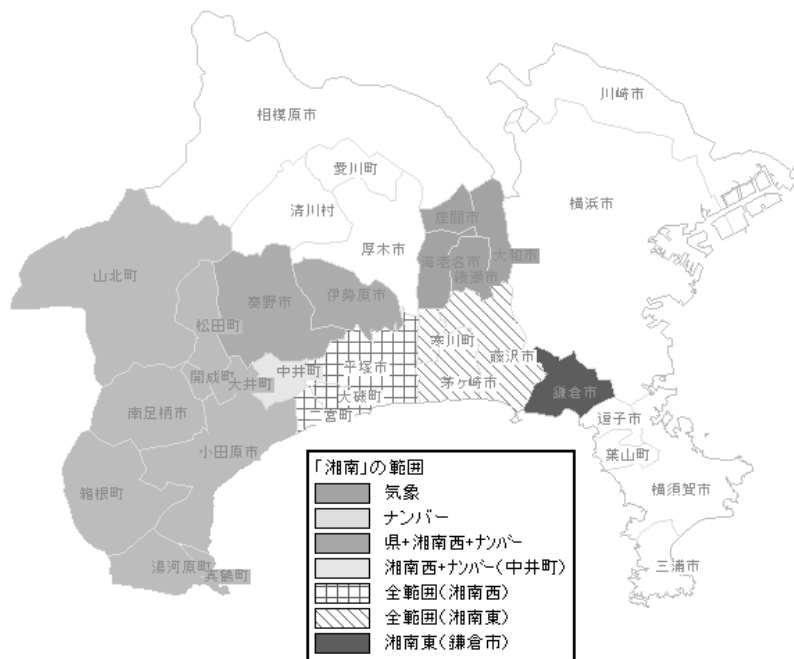 川崎市
相模原市
愛川町
横浜市
清川村
座間市
厚木市
海老名市
大和市
綾瀬市
山北町
秦野市
伊勢原市
松田町
寒川町
藤沢市
中井町
平塚市
開成町
大井町
茅ヶ崎市
鎌倉市
大磯町
南足柄市
二宮町
逗子市
小田原市
葉山町
箱根町
横須賀市
湯河原町
真鶴町
三浦市
「湘南」の範囲
気象
ナンバー
県+湘南西+ナンバー
湘南西+ナンバー(中井町)
全範囲(湘南西)
全範囲(湘南東)
湘南東(鎌倉市)